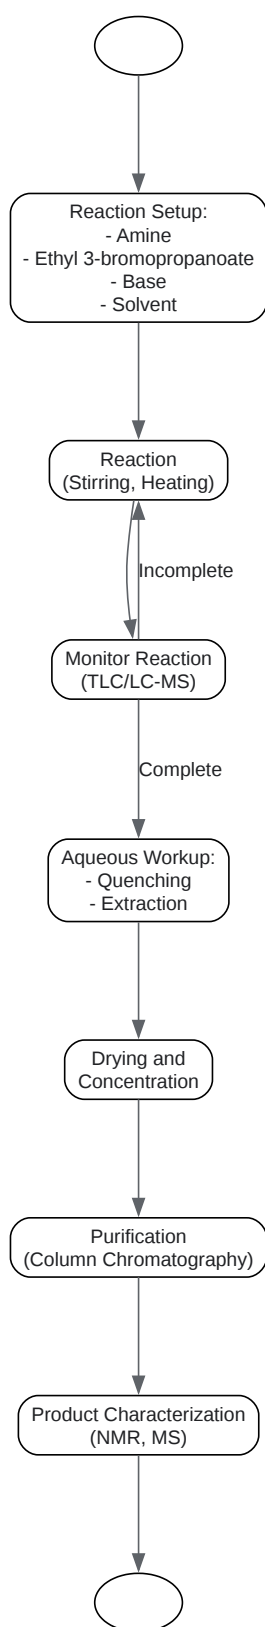 Reaction Setup:
- Amine
- Ethyl 3-bromopropanoate
- Base
- Solvent
Reaction
(Stirring, Heating)
Incomplete
Monitor Reaction
(TLC/LC-MS)
Complete
Aqueous Workup:
- Quenching
- Extraction
Drying and
Concentration
Purification
(Column Chromatography)
Product Characterization
(NMR, MS)